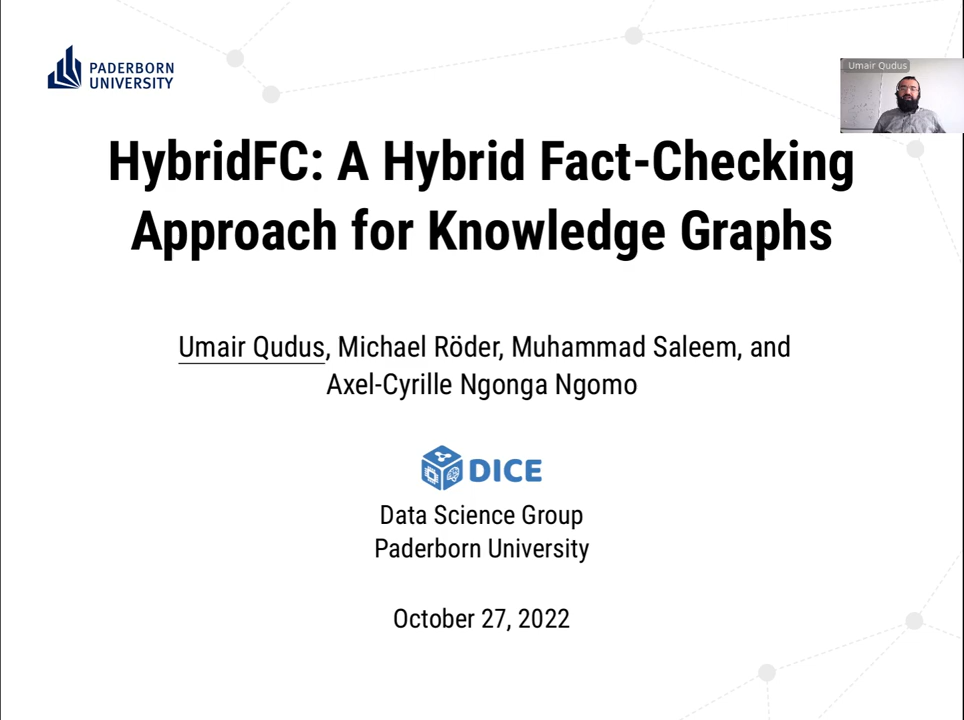 PADERBORN
UNIVERSITY
Umair Qudus
HybridFC: A Hybrid Fact-Checking
Approach for Knowledge Graphs
Umair Qudus, Michael Röder, Muhammad Saleem, and
Axel-Cyrille Ngonga Ngomo
DICE
Data Science Group
Paderborn University
October 27, 2022